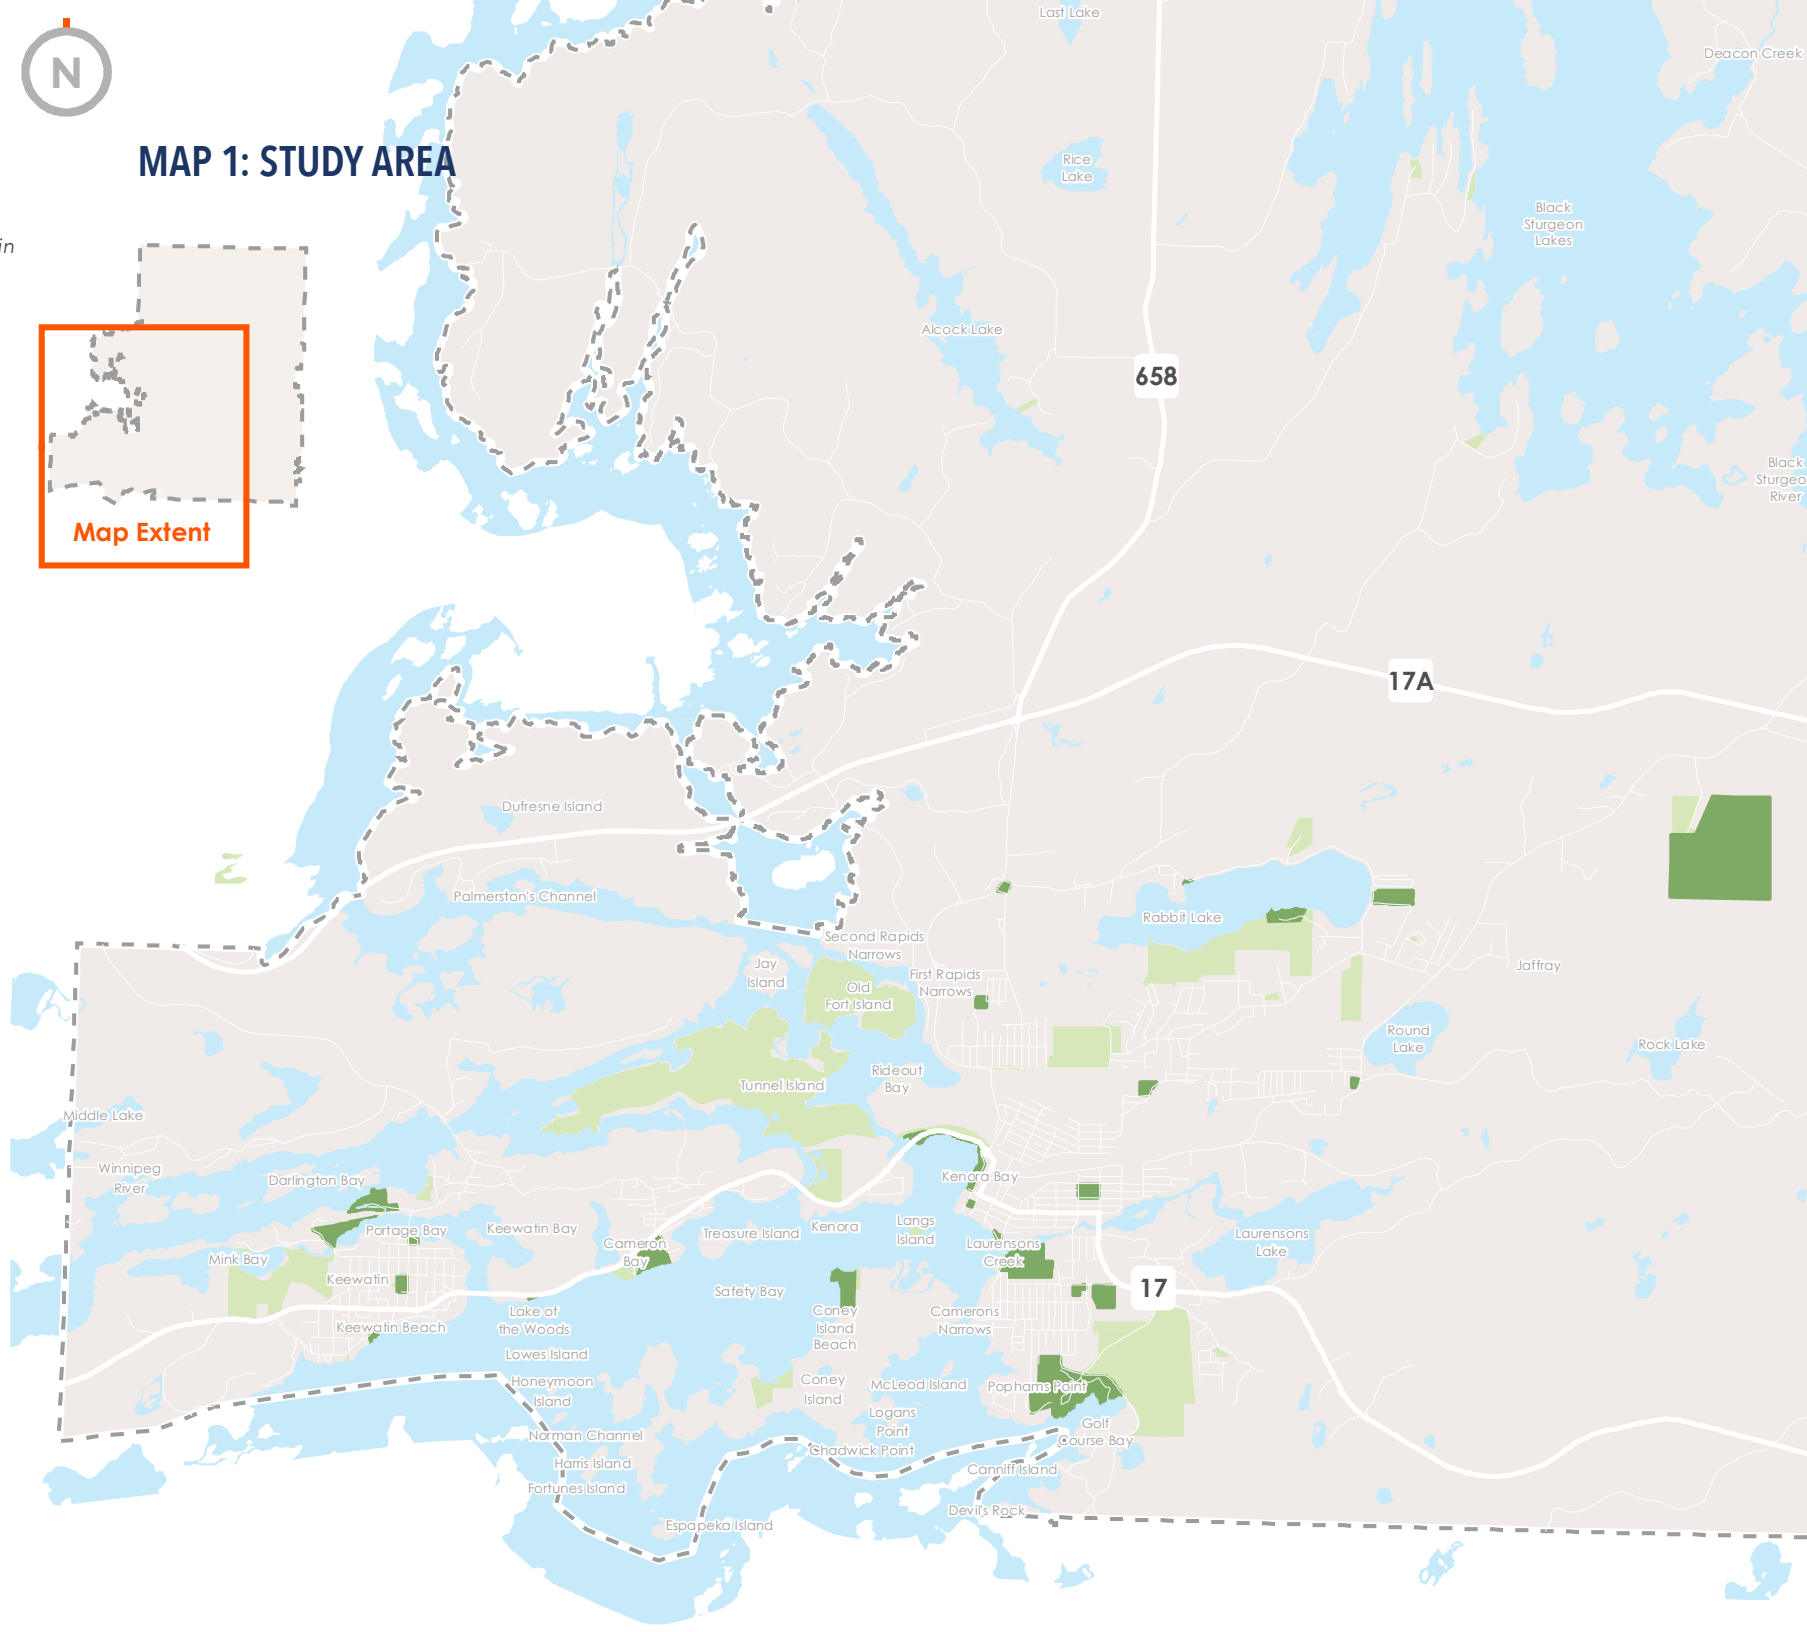 N
MAP 1: STUDY AREA
in
Map Extent
Last Lake
Deacon Creek
Rice
Lake
Black
Sturgeon
Lakes
Alcock Lake
658
Black
Sturgeo
River
17A
Dufresne Island
Palmerston's Channel
Rabbit Lake
Second Rapids
Narrows
Jay
Island
First Rapids
Narrows
Old
Fort Island
Jaffray
Round
Lake
Rock Lake
Rideout
Bay
Tunnel Island
Middle Lake
Winnipeg
River
Darlington Bay
Kenora Bay
Portage Bay
Keewatin Bay
Cameron
Bay
Treasure Island
Kenora
Langs
Island
Laurensons
Creek
Laurensons
Lake
Mink Bay
Keewatin
Safety Bay
17
Lake of
the Woods
Coney
Island
Beach
Camerons
Narrows
Keewatin Beach
Lowes Island
Honeymoon
Island
Coney
Island
McLeod Island
Pophams Point
Logans
Point
Golf
Course Bay
Norman Channel
Chadwick Point
Harris Island
Canniff Island
Fortunes Island
Devil's Rock
Espapeka Island